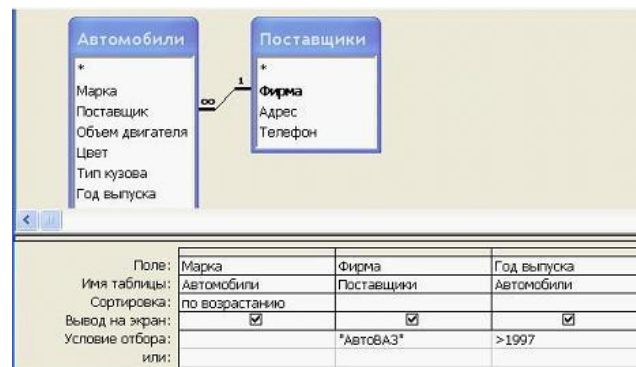 Автомобили
*
Марка
Поставщик
Объем двигателя
Цвет
Тип кузова
Год выпуска
∞ 1
Поставщики
*
Фирма
Адрес
Телефон
Поле: Марка Фирма Год выпуска
Имя таблицы: Автомобили Поставщики Автомобили
Сортировка: по возрастанию
Вывод на экран:
Условие отбора: "АвтоВАЗ" >1997
или: